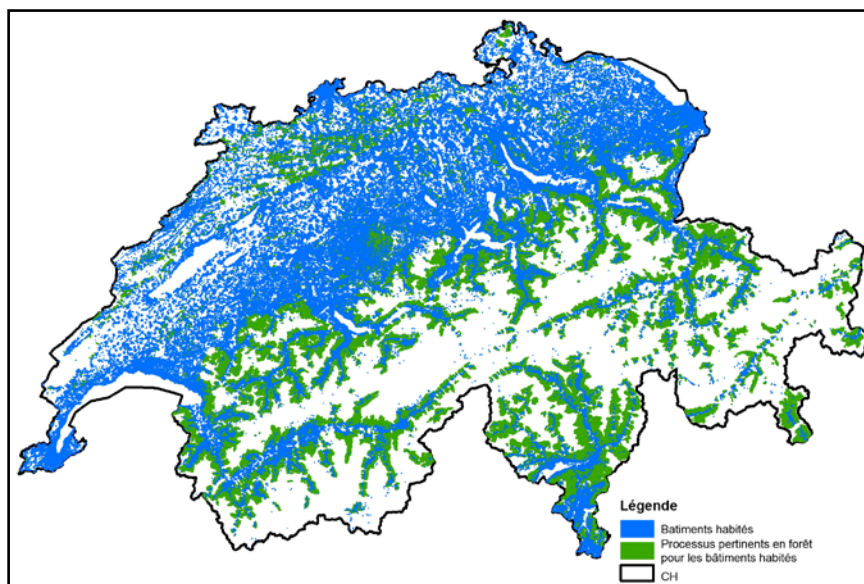 Légende
Batiments habités
Processus pertinents en forêt
pour les bâtiments habités
CH